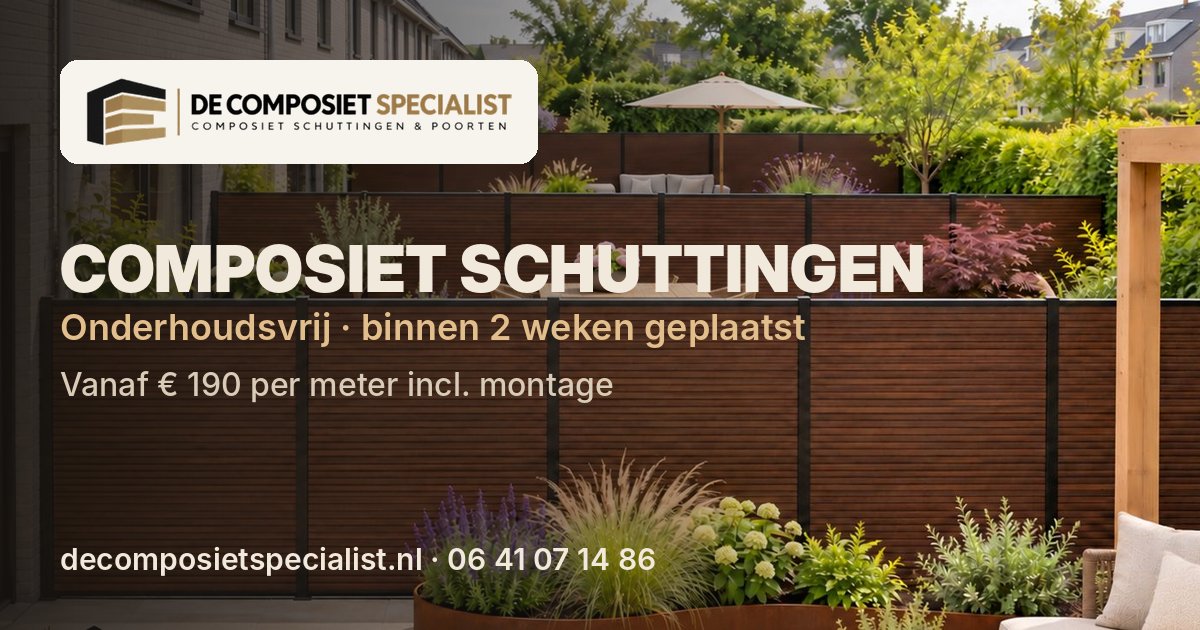 DE COMPOSIET SPECIALIST
COMPOSIET SCHUTTINGEN & POORTEN
COMPOSIET SCHUTTINGEN
Onderhoudsvrij · binnen 2 weken geplaatst
Vanaf € 190 per meter incl. montage
decomposietspecialist.nl · 06 41 07 14 86